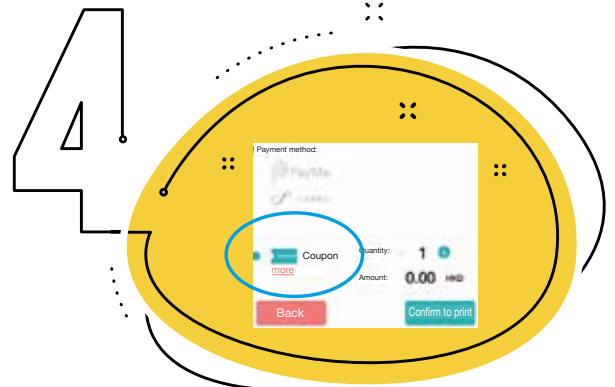 4
Payment method:
PayMe
Coupon
more
Quantity: - 1 +
Amount: 0.00 HKD
Back
Confirm to print